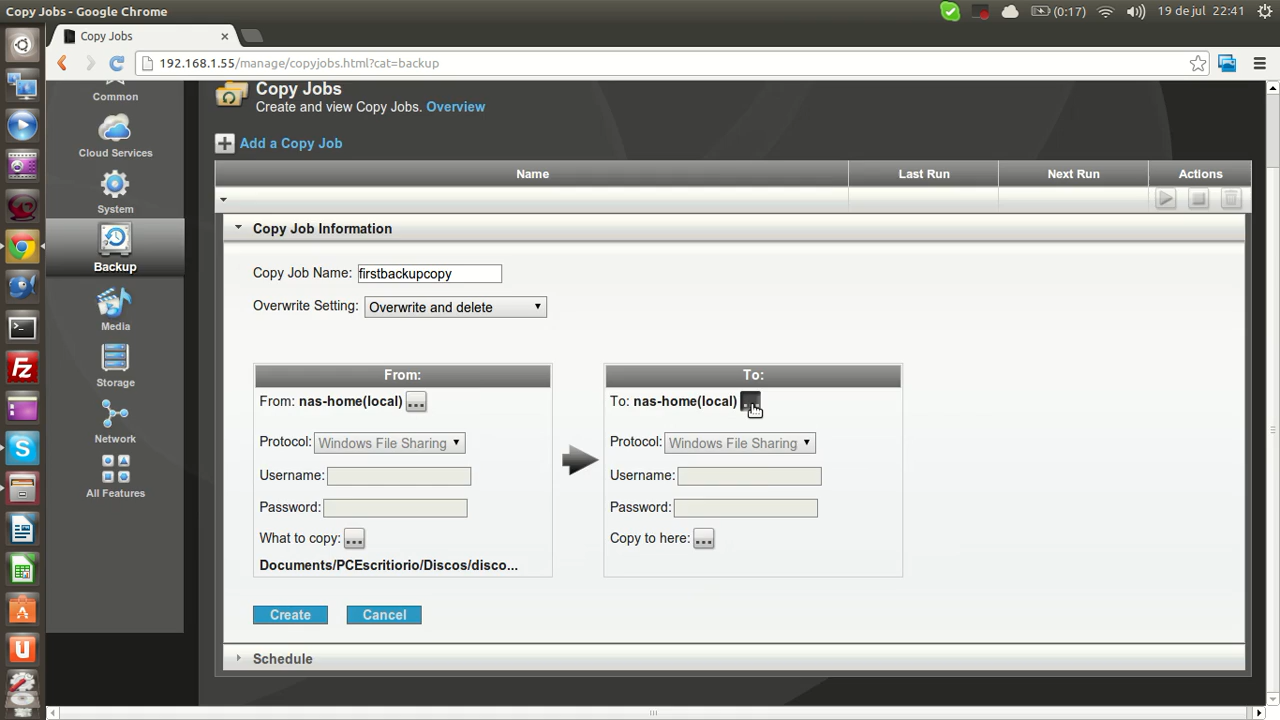 Copy Jobs - Google Chrome
(0:17)
19 de jul 22:41
Copy Jobs
192.168.1.55/manage/copyjobs.html?cat=backup
Common
Cloud Services
System
Backup
Media
Storage
Network
All Features
Copy Jobs
Create and view Copy Jobs. Overview
Add a Copy Job
Name
Last Run
Next Run
Actions
Copy Job Information
Copy Job Name: firstbackupcopy
Overwrite Setting: Overwrite and delete
From:
From: nas-home(local) ...
Protocol: Windows File Sharing
Username:
Password:
What to copy: ...
Documents/PCEscritiorio/Discos/disco...
To:
To: nas-home(local) ...
Protocol: Windows File Sharing
Username:
Password:
Copy to here: ...
Create
Cancel
Schedule